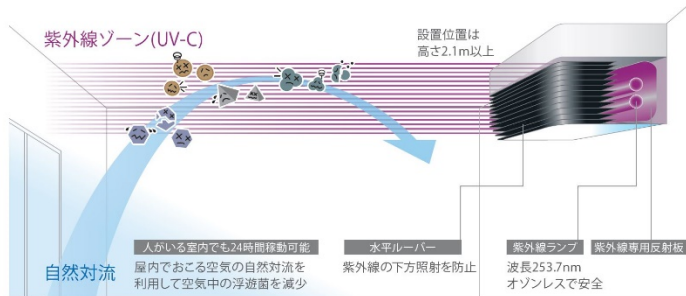 紫外線ゾーン(UV-C)
設置位置は
高さ2.1m以上
自然対流
人がいる室内でも24時間稼動可能
屋内でおこる空気の自然対流を
利用して空気中の浮遊菌を減少
水平ルーバー
紫外線の下方照射を防止
紫外線ランプ
波長253.7nm
オゾンレスで安全
紫外線専用反射板